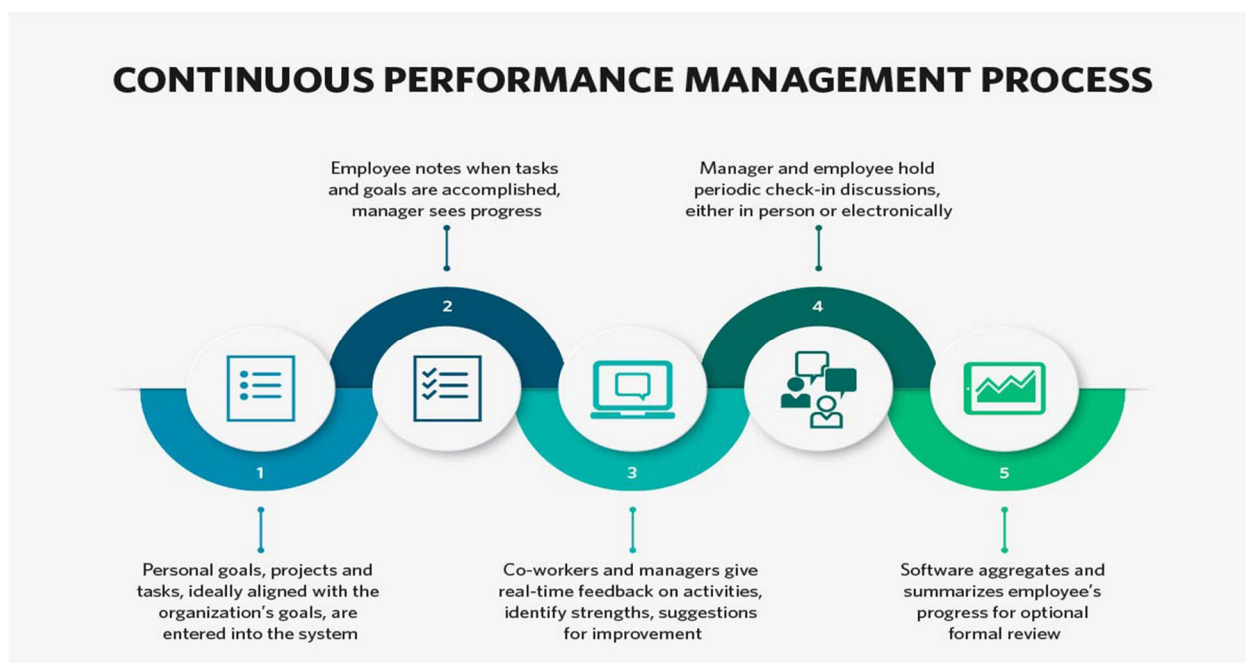 CONTINUOUS PERFORMANCE MANAGEMENT PROCESS
Employee notes when tasks
and goals are accomplished,
manager sees progress
Manager and employee hold
periodic check-in discussions,
either in person or electronically
2
4
1
3
5
Personal goals, projects and
tasks, ideally aligned with the
organization's goals, are
entered into the system
Co-workers and managers give
real-time feedback on activities,
identify strengths, suggestions
for improvement
Software aggregates and
summarizes employee's
progress for optional
formal review